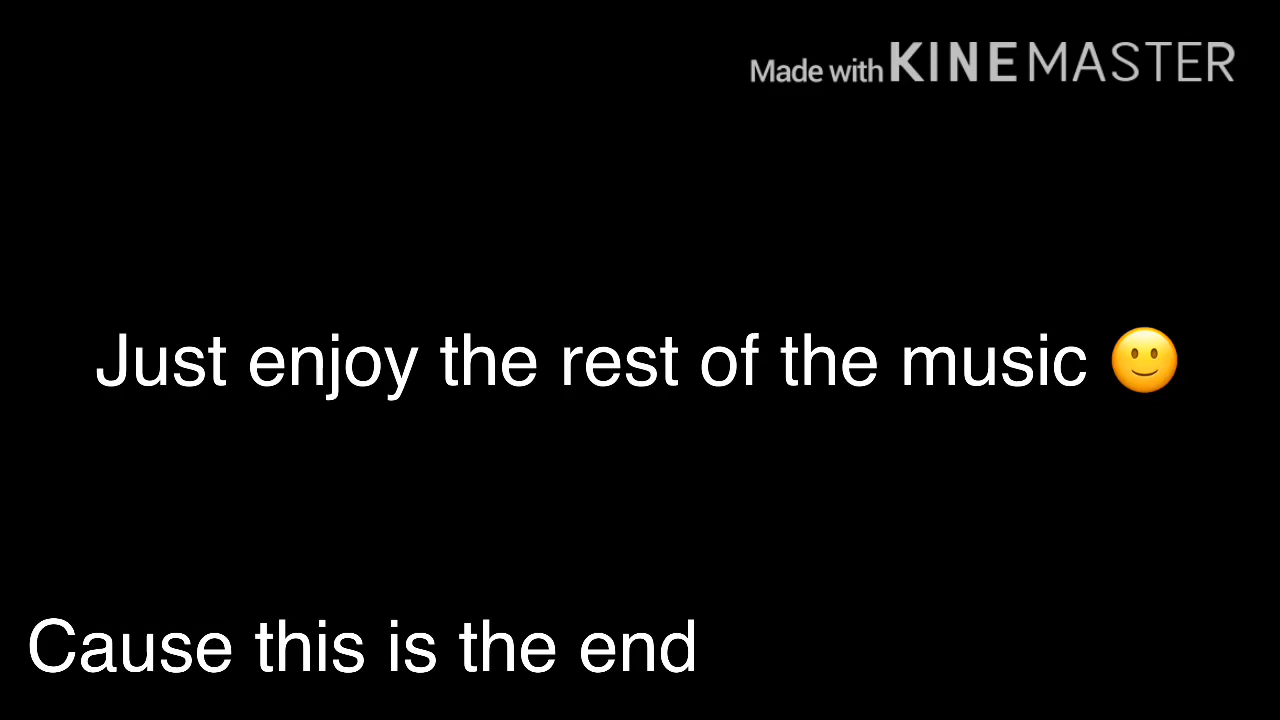 Made with KINEMASTER
Just enjoy the rest of the music 🙂
Cause this is the end